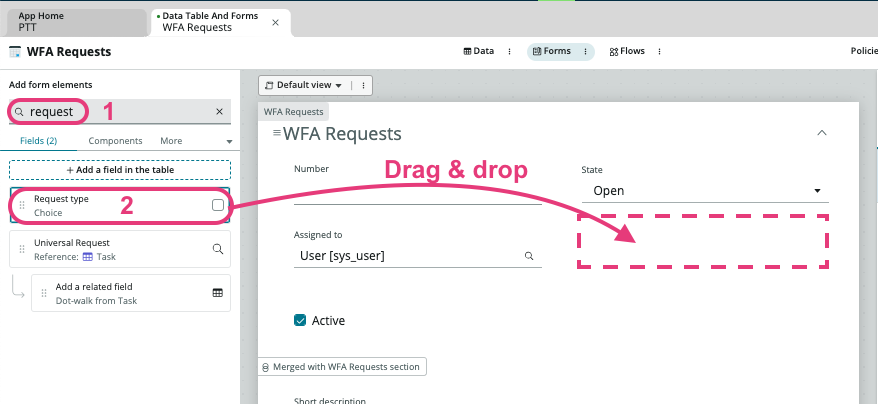 App Home
PTT
Data Table And Forms
WFA Requests
WFA Requests
Data
Forms
Flows
Policie
Add form elements
request
1
Fields (2)
Components
More
+ Add a field in the table
Request type
Choice
2
Universal Request
Reference: Task
Add a related field
Dot-walk from Task
Default view
WFA Requests
WFA Requests
Drag & drop
Number
State
Open
Assigned to
User [sys_user]
Active
Merged with WFA Requests section
Short description